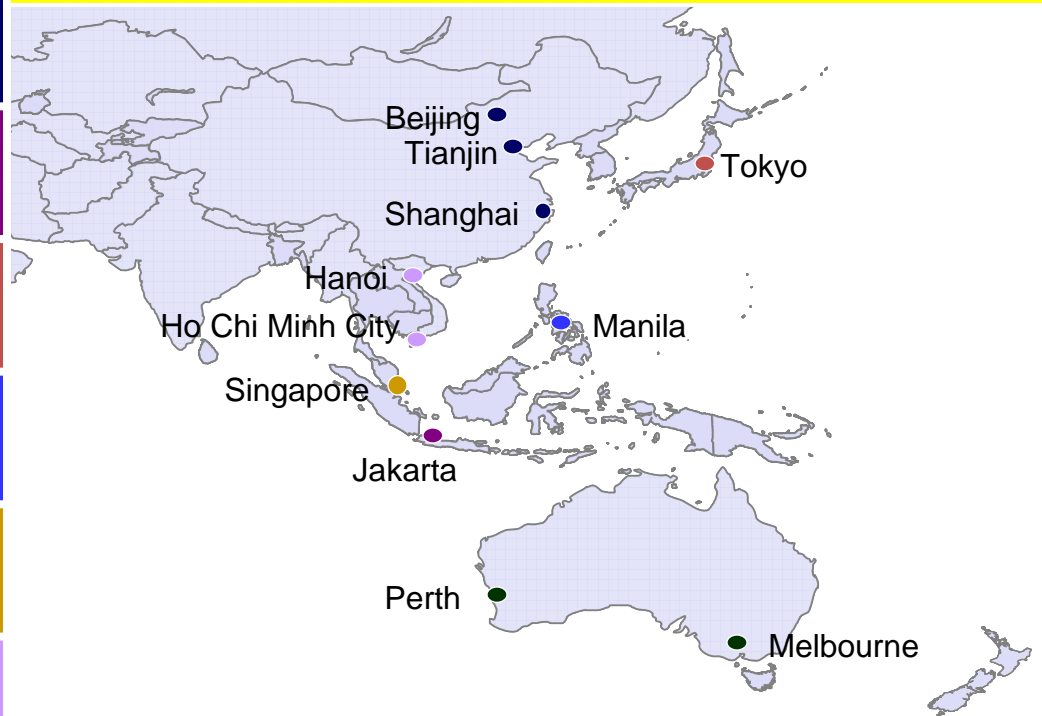 Beijing
Tianjin
Tokyo
Shanghai
Hanoi
Ho Chi Minh City
Manila
Singapore
Jakarta
Perth
Melbourne